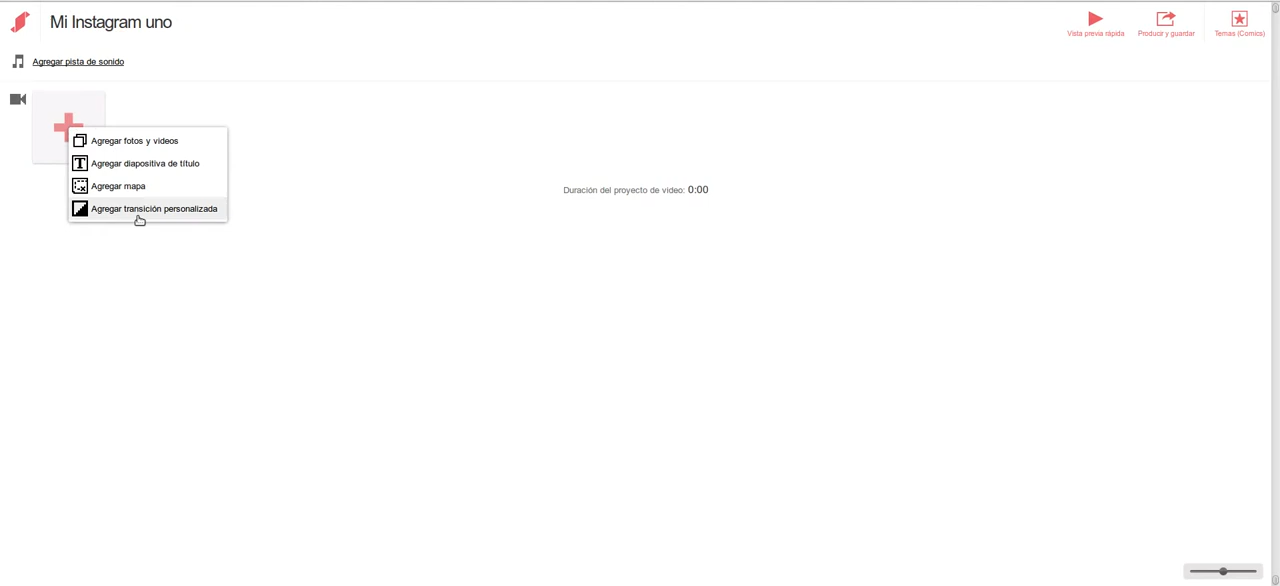 Mi Instagram uno
Vista previa rápida
Producir y guardar
Temas (Comics)
Agregar pista de sonido
Agregar fotos y videos
Agregar diapositiva de título
Agregar mapa
Agregar transición personalizada
Duración del proyecto de video: 0:00